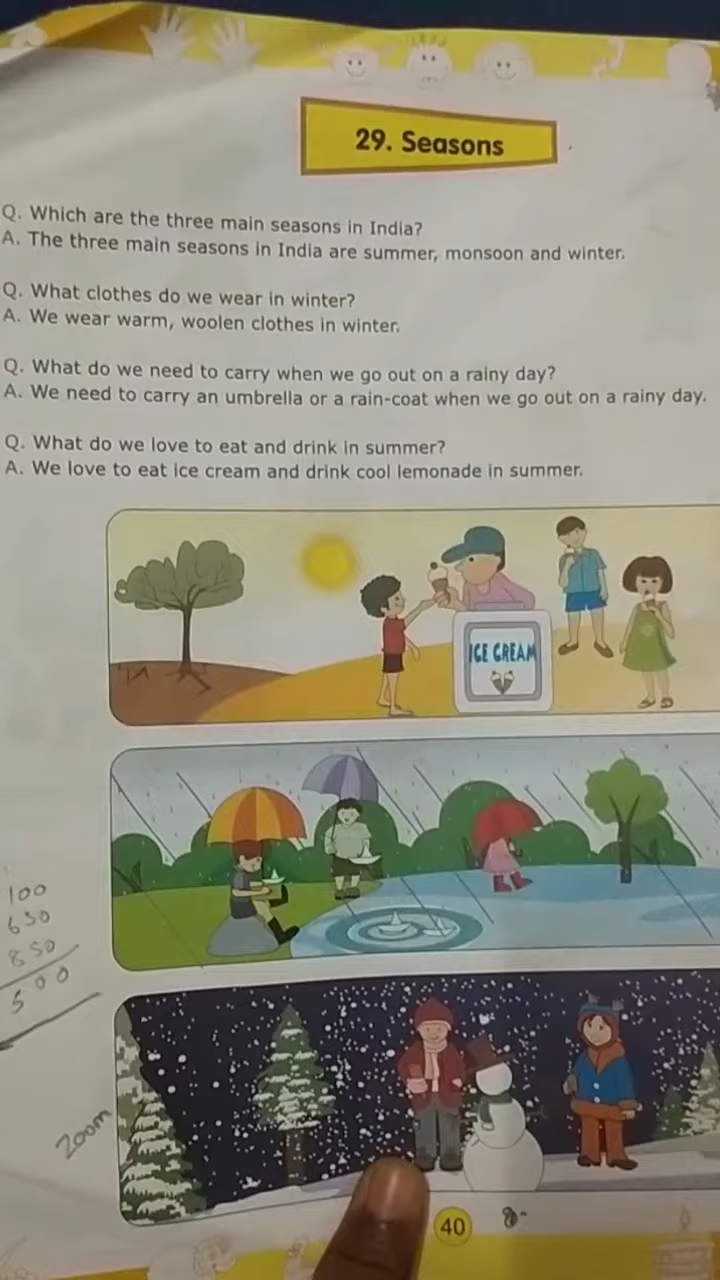 29. Seasons
Q. Which are the three main seasons in India?
A. The three main seasons in India are summer, monsoon and winter.
Q. What clothes do we wear in winter?
A. We wear warm, woolen clothes in winter.
Q. What do we need to carry when we go out on a rainy day?
A. We need to carry an umbrella or a rain-coat when we go out on a rainy day.
Q. What do we love to eat and drink in summer?
A. We love to eat ice cream and drink cool lemonade in summer.
ICE CREAM
100
650
850
500
Zoom
40